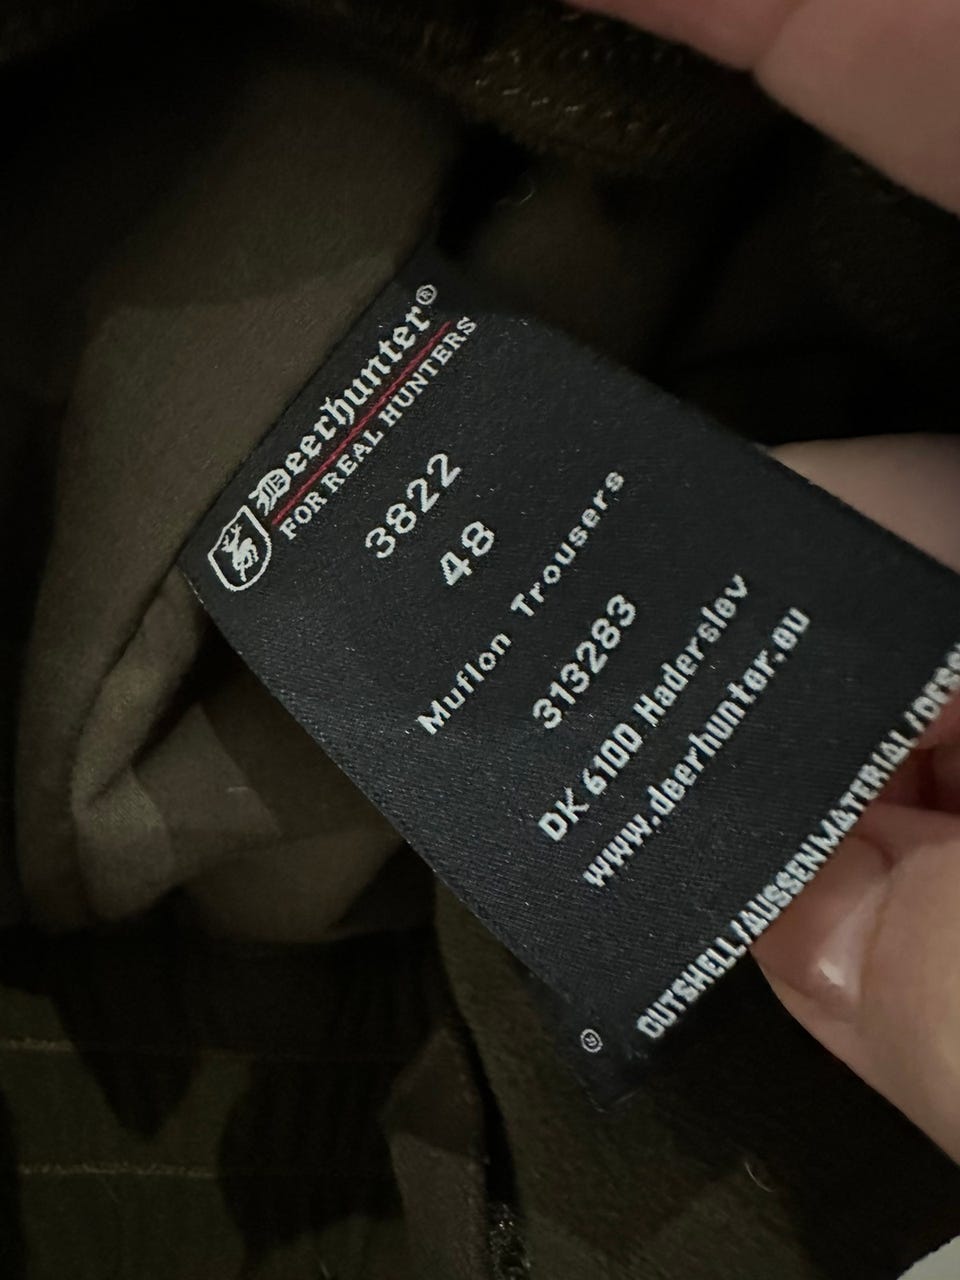 Deerhunter®
FOR REAL HUNTERS
3822
48
Muflon Trousers
313283
DK 6100 Haderslev
www.deerhunter.eu
OUTSHELL/AUSSENMATERIAL/
®